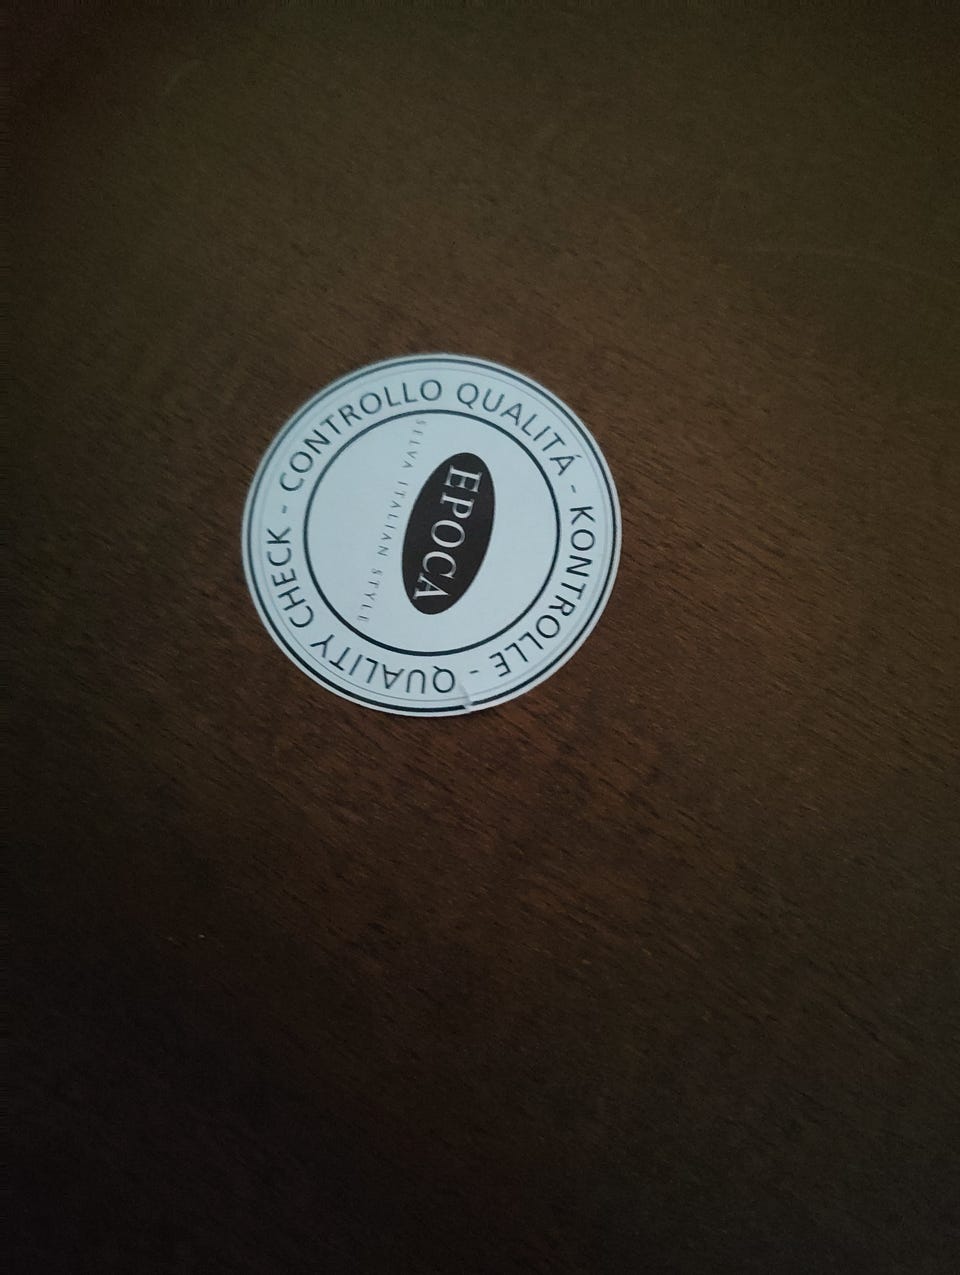 CONTROLLO QUALITÁ - KONTROLLE - QUALITY CHECK -
EPOCA
SELVA ITALIAN STYLE